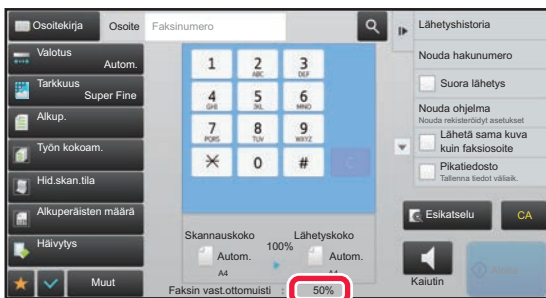 Osoitekirja
Osoite
Faksinumero
Lähetyshistoria
Valotus
Autom.
Nouda hakunumero
Tarkkuus
Super Fine
Suora lähetys
Alkup.
Nouda ohjelma
Nouda rekisteröidyt asetukset
Työn kokoam.
Lähetä sama kuva
kuin faksiosoite
Hid.skan.tila
Pikatiedosto
Tallenna tiedot väliaik.
Alkuperäisten määrä
Häivytys
Muut
1 2 ABC 3 DEF
4 GHI 5 JKL 6 MNO
7 PQRS 8 TUV 9 WXYZ
0 #
C
Skannauskoko
Lähetyskoko
100%
Autom.
A4
Autom.
A4
Faksin vast.ottomuisti : 50%
Esikatselu
CA
Kaiutin
Aloita